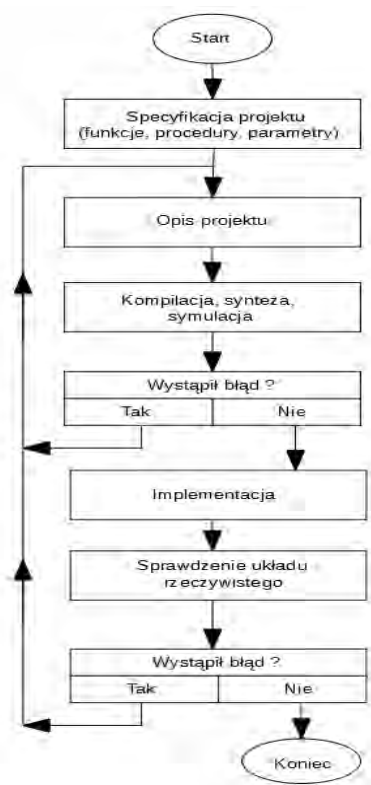 Start
Specyfikacja projektu
(funkcje, procedury, parametry)
Opis projektu
Kompilacja, synteza,
symulacja
Wystąpił błąd ?
Tak Nie
Implementacja
Sprawdzenie układu
rzeczywistego
Wystąpił błąd ?
Tak Nie
Koniec